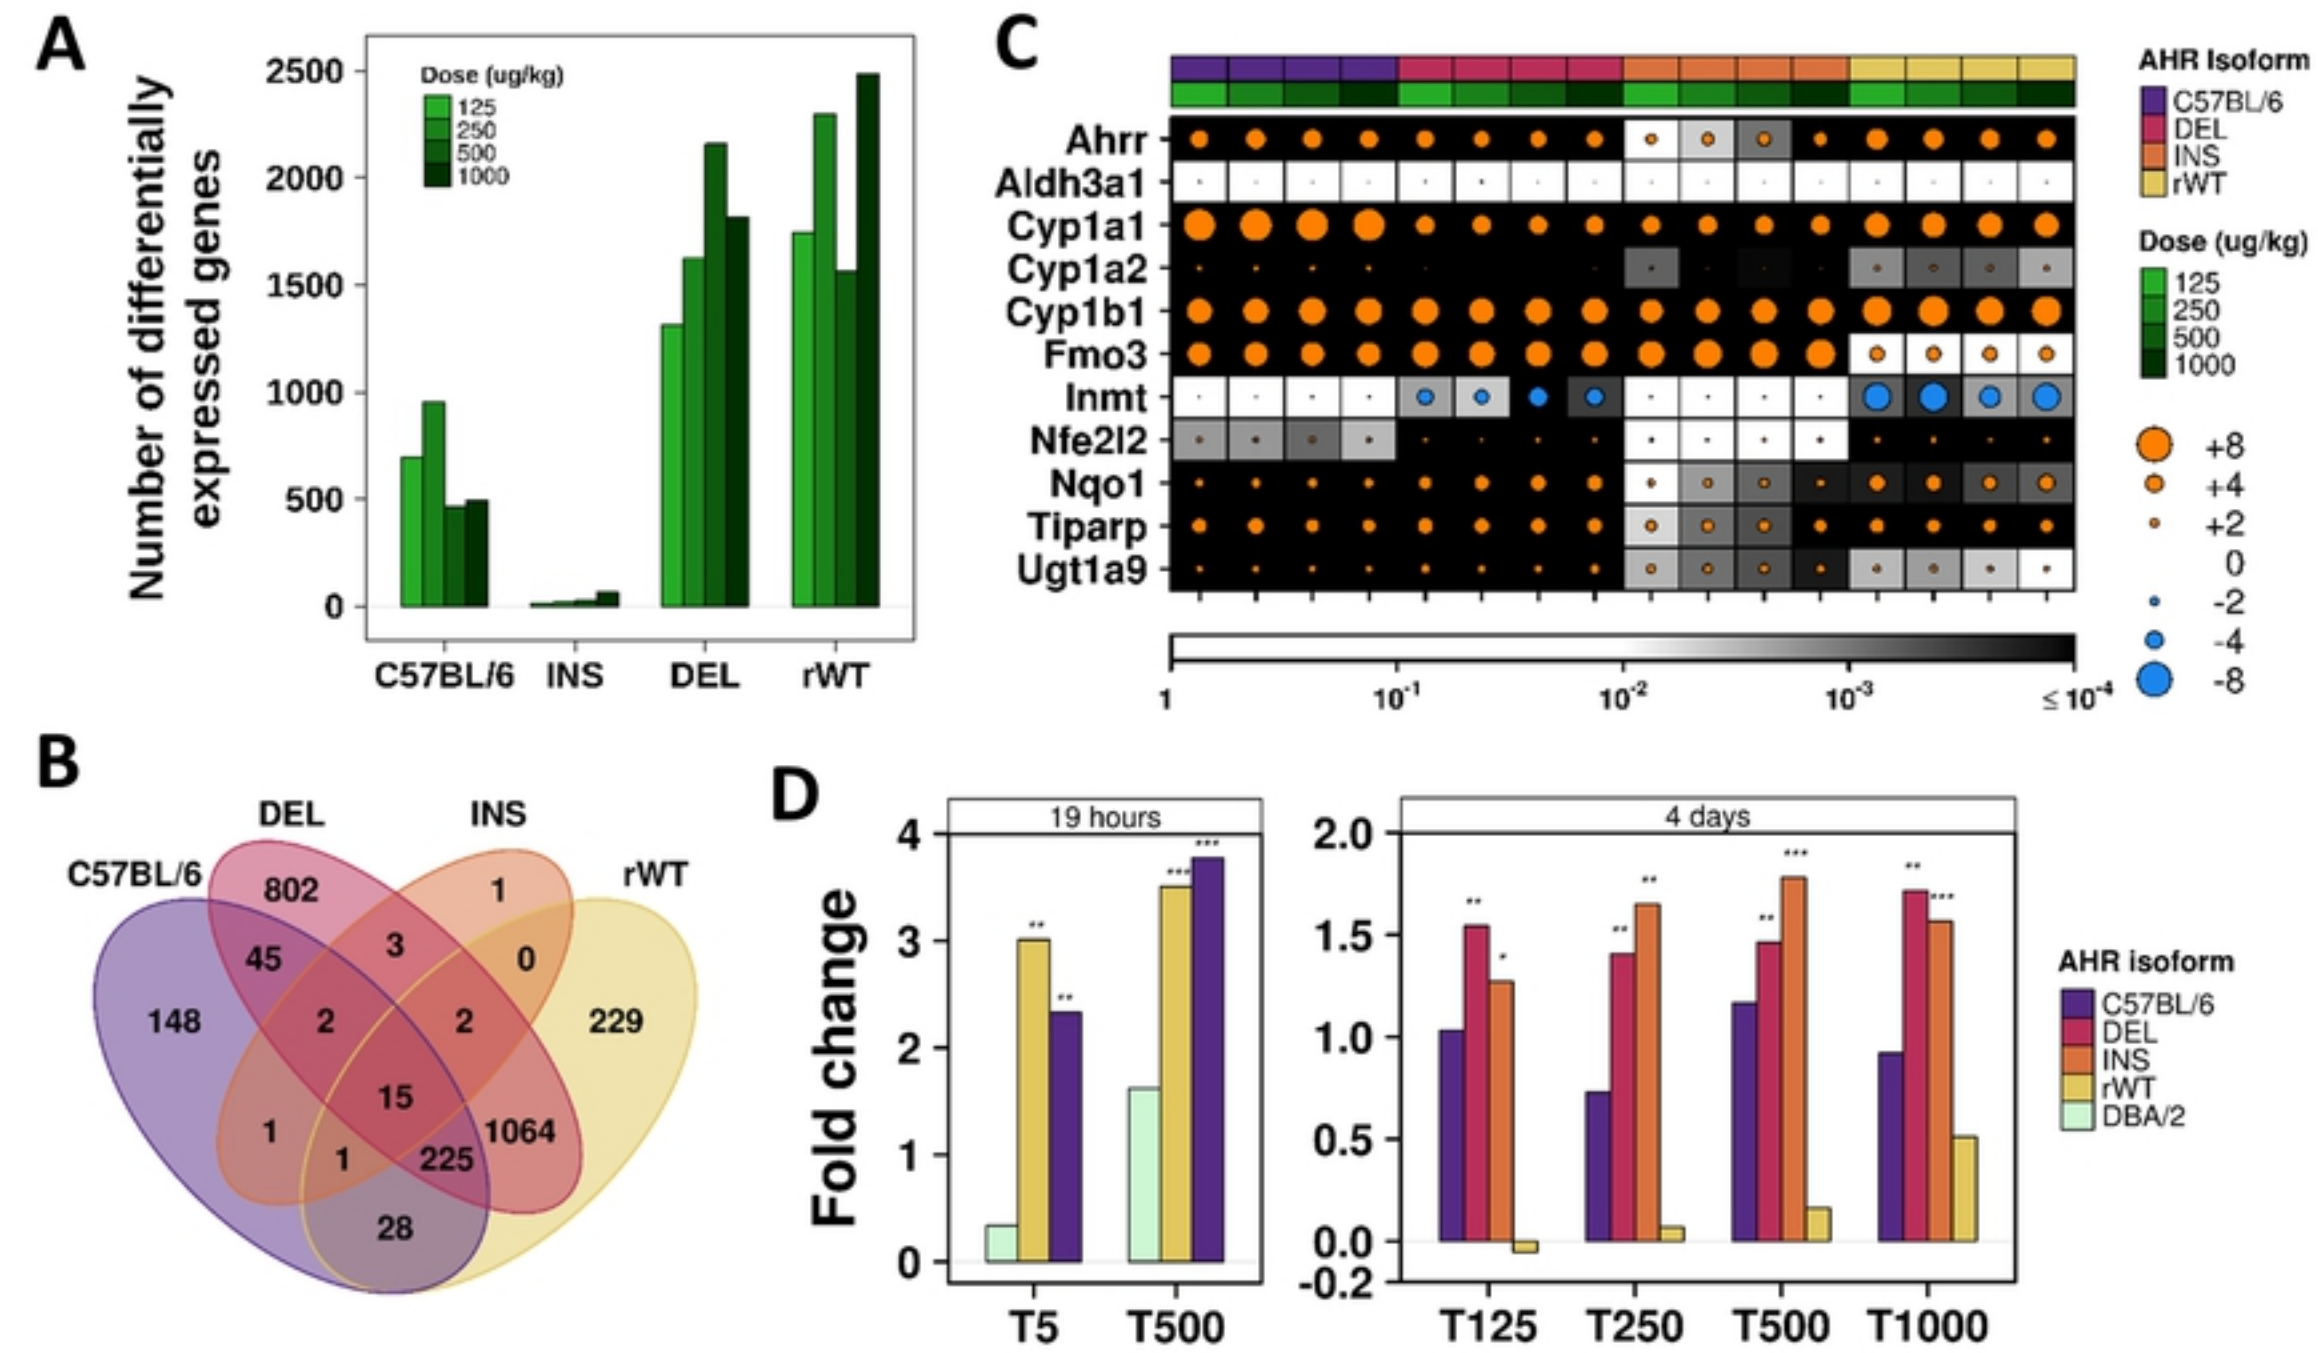 A
Number of differentially
expressed genes
2500
2000
1500
1000
500
0
Dose (ug/kg)
125
250
500
1000
C57BL/6 INS DEL rWT
B
DEL INS
C57BL/6 rWT
802 1
45 3 0
148 2 2 229
15
1 1 225 1064
28
C
Ahrr
Aldh3a1
Cyp1a1
Cyp1a2
Cyp1b1
Fmo3
Inmt
Nfe2l2
Nqo1
Tiparp
Ugt1a9
1 10-1 10-2 10-3 ≤ 10-4
AHR Isoform
C57BL/6
DEL
INS
rWT
Dose (ug/kg)
125
250
500
1000
+8
+4
+2
0
-2
-4
-8
D
Fold change
19 hours
4
3
2
1
0
** ** *** ***
T5 T500
4 days
2.0
1.5
1.0
0.5
0.0
-0.2
** * ** ** ** *** ** ***
T125 T250 T500 T1000
AHR isoform
C57BL/6
DEL
INS
rWT
DBA/2